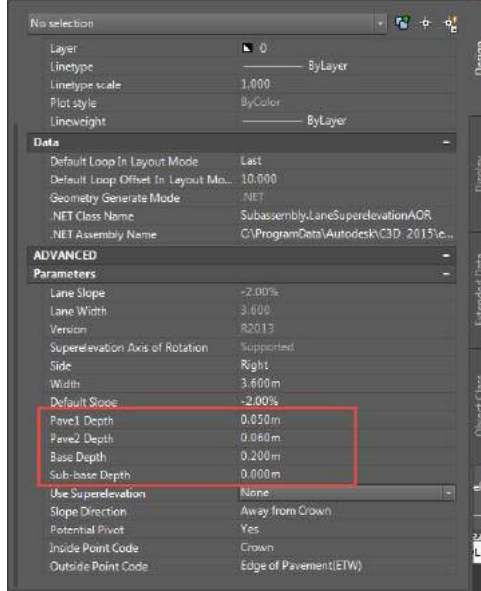 No selection
Layer 0
Linetype ByLayer
Linetype scale 1.000
Plot style ByColor
Lineweight ByLayer
Data
Default Loop In Layout Mode Last
Default Loop Offset In Layout Mo... 10.000
Geometry Generate Mode .NET
.NET Class Name Subassembly.LaneSuperelevationAOR
.NET Assembly Name C:\ProgramData\Autodesk\C3D 2015\e...
ADVANCED
Parameters
Lane Slope -2.00%
Lane Width 3.600
Version R2013
Superelevation Axis of Rotation Supported
Side Right
Width 3.600m
Default Slope -2.00%
Pave1 Depth 0.050m
Pave2 Depth 0.060m
Base Depth 0.200m
Sub-base Depth 0.000m
Use Superelevation None
Slope Direction Away from Crown
Potential Pivot Yes
Inside Point Code Crown
Outside Point Code Edge of Pavement(ETW)
Design
Display
Extended Data
Object Class